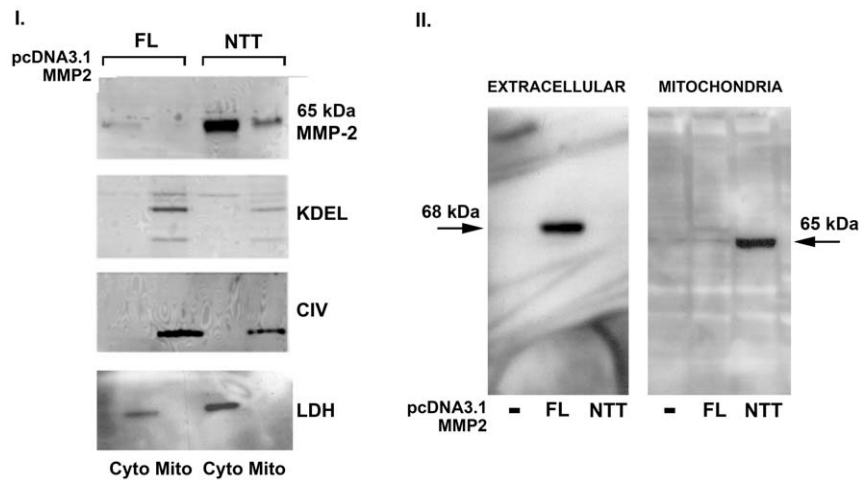 I.
FL NTT
pcDNA3.1
MMP2
65 kDa
MMP-2
KDEL
CIV
LDH
Cyto Mito Cyto Mito
II.
EXTRACELLULAR MITOCHONDRIA
68 kDa
65 kDa
pcDNA3.1
MMP2
- FL NTT - FL NTT